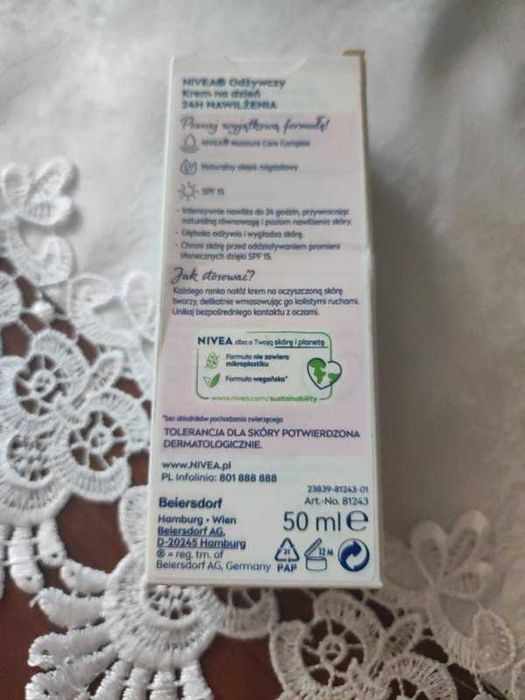 NIVEA® Odżywczy
Krem na dzień
24H NAWILŻENIA
Poznaj wyjątkową formułę!
NIVEA® Moisture Care Complex
Naturalny olejek migdałowy
SPF 15
• Intensywnie nawilża do 24 godzin, przywracając
naturalną równowagę i poziom nawilżenia skóry.
• Głęboko odżywia i wygładza skórę.
• Chroni skórę przed oddziaływaniem promieni
słonecznych dzięki SPF 15.
Jak stosować?
Każdego ranka nałóż krem na oczyszczoną skórę
twarzy, delikatnie wmasowując go kolistymi ruchami.
Unikaj bezpośredniego kontaktu z oczami.
NIVEA dba o Twoją skórę i planetę
Formuła nie zawiera
mikroplastiku
Formuła wegańska*
www.nivea.com/sustainability
*bez składników pochodzenia zwierzęcego
TOLERANCJA DLA SKÓRY POTWIERDZONA
DERMATOLOGICZNIE.
www.NIVEA.pl
PL Infolinia: 801 888 888
23839-81243-01
Art.-No. 81243
Beiersdorf
Hamburg • Wien
Beiersdorf AG,
D-20245 Hamburg
® = reg. tm. of
Beiersdorf AG, Germany
50 ml e
21
PAP
12 M